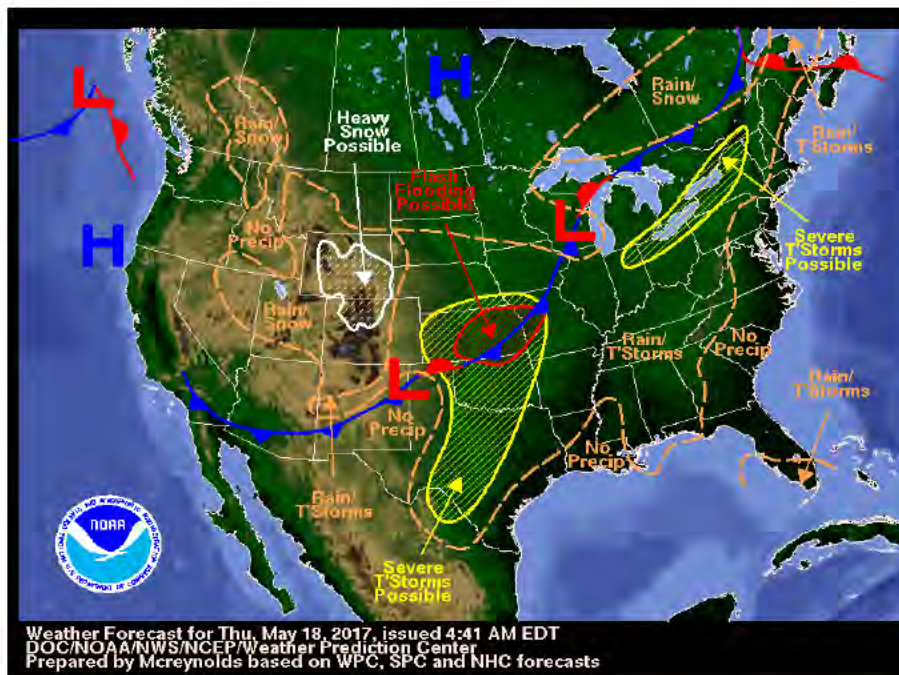 L
H
Rain/
Snow
Heavy
Snow
Possible
Rain/
Snow
Rain/
T'Storms
Flash
Flooding
Possible
H
No
Precip
L
Severe
T'Storms
Possible
Rain/
Snow
Rain/
T'Storms
No
Precip
L
No
Precip
Rain/
T'Storms
No
Precip
Rain/
T'Storms
NOAA
Severe
T'Storms
Possible
Weather Forecast for Thu, May 18, 2017, issued 4:41 AM EDT
DOC/NOAA/NWS/NCEP/Weather Prediction Center
Prepared by Mcreynolds based on WPC, SPC and NHC forecasts